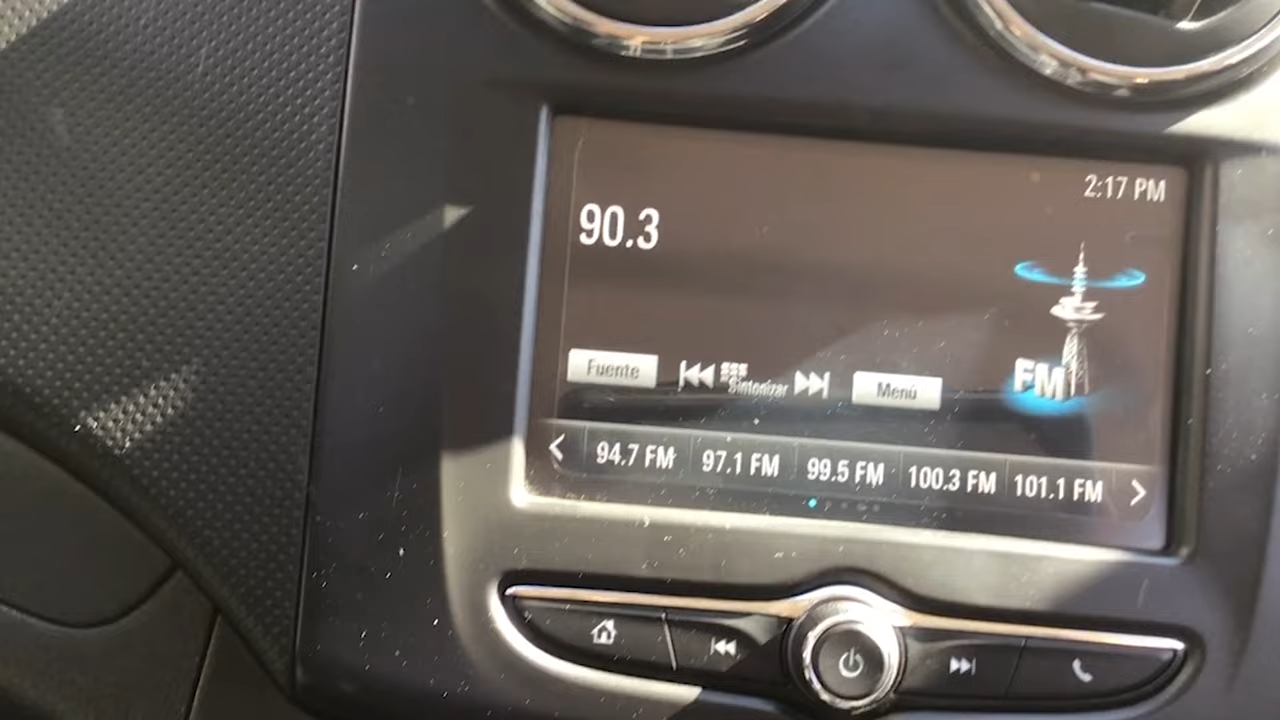 2:17 PM
90.3
Fuente
Sintonizar
Menú
FM
94.7 FM 97.1 FM 99.5 FM 100.3 FM 101.1 FM